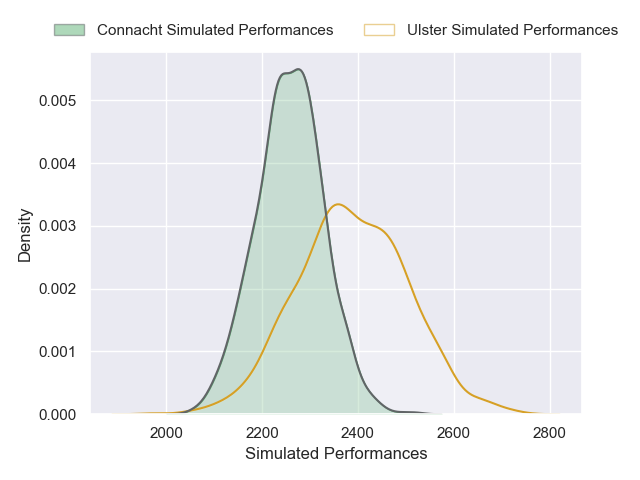 Connacht Simulated Performances
Ulster Simulated Performances
0.005
0.004
0.003
0.002
0.001
0.000
Density
2000
2200
2400
2600
2800
Simulated Performances